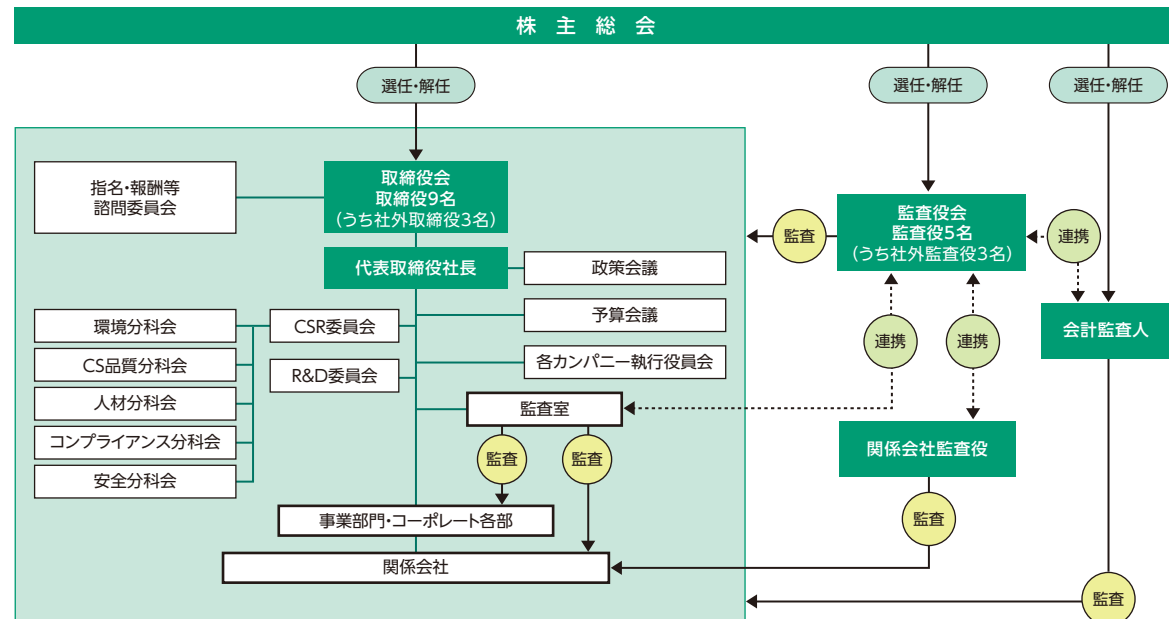 株主総会
選任・解任
選任・解任
選任・解任
指名・報酬等
諮問委員会
取締役会
取締役9名
(うち社外取締役3名)
監査
監査役会
監査役5名
(うち社外監査役3名)
連携
代表取締役社長
政策会議
環境分科会
CSR委員会
予算会議
連携
連携
会計監査人
CS品質分科会
R&D委員会
各カンパニー執行役員会
人材分科会
監査室
コンプライアンス分科会
監査
監査
関係会社監査役
安全分科会
事業部門・コーポレート各部
監査
関係会社
監査